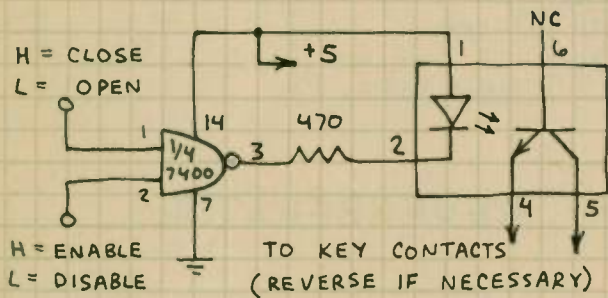 NC
H = CLOSE
L = OPEN
+5
1
6
1
14
470
1/4
7400
3
2
2
7
4
5
H = ENABLE
L = DISABLE
TO KEY CONTACTS
(REVERSE IF NECESSARY)